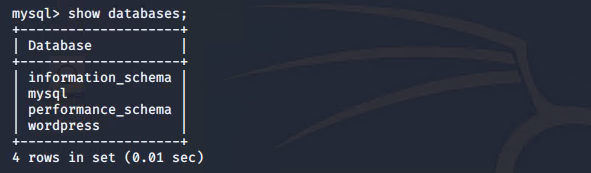 mysql> show databases;
+--------------------+
| Database           |
+--------------------+
| information_schema |
| mysql              |
| performance_schema |
| wordpress          |
+--------------------+
4 rows in set (0.01 sec)